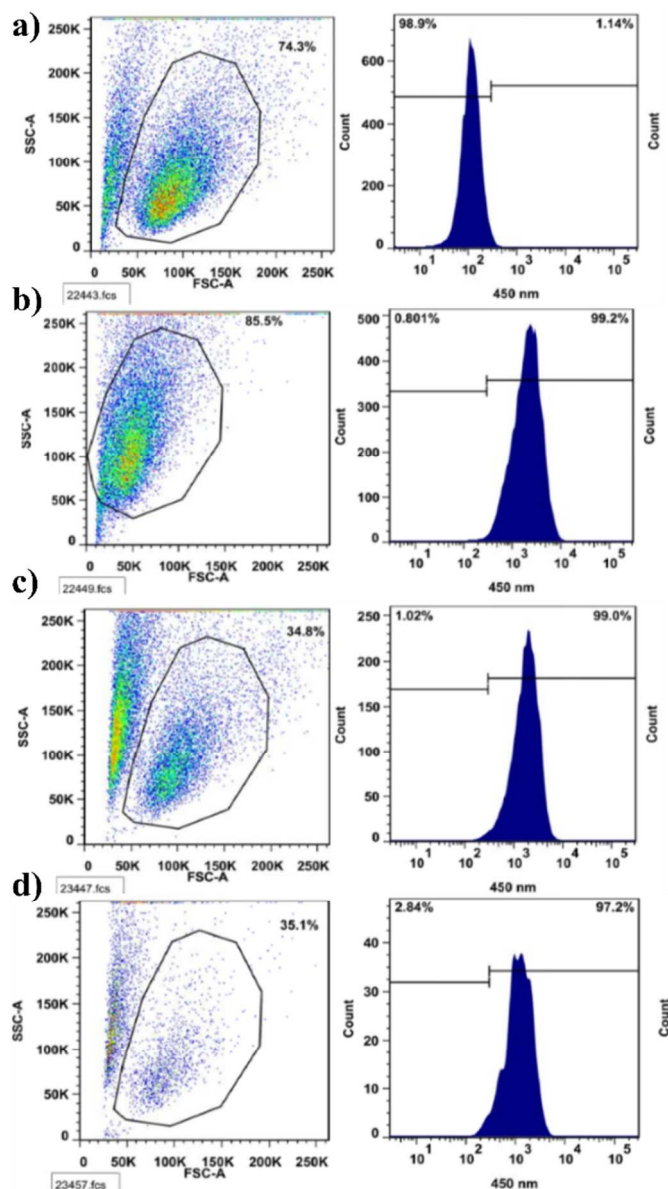 a)
74.3%
SSC-A
250K
200K
150K
100K
50K
0
0 50K 100K 150K 200K 250K
FSC-A
22443.fcs
98.9% 1.14%
Count
600
400
200
0
10^1 10^2 10^3 10^4 10^5
450 nm
Count
b)
85.5%
SSC-A
250K
200K
150K
100K
50K
0
0 50K 100K 150K 200K 250K
FSC-A
22449.fcs
0.801% 99.2%
Count
500
400
300
200
100
0
10^1 10^2 10^3 10^4 10^5
450 nm
Count
c)
34.8%
SSC-A
250K
200K
150K
100K
50K
0
0 50K 100K 150K 200K 250K
FSC-A
23447.fcs
1.02% 99.0%
Count
250
200
150
100
50
0
10^1 10^2 10^3 10^4 10^5
450 nm
Count
d)
35.1%
SSC-A
250K
200K
150K
100K
50K
0
0 50K 100K 150K 200K 250K
FSC-A
23457.fcs
2.84% 97.2%
Count
40
30
20
10
0
10^1 10^2 10^3 10^4 10^5
450 nm
Count